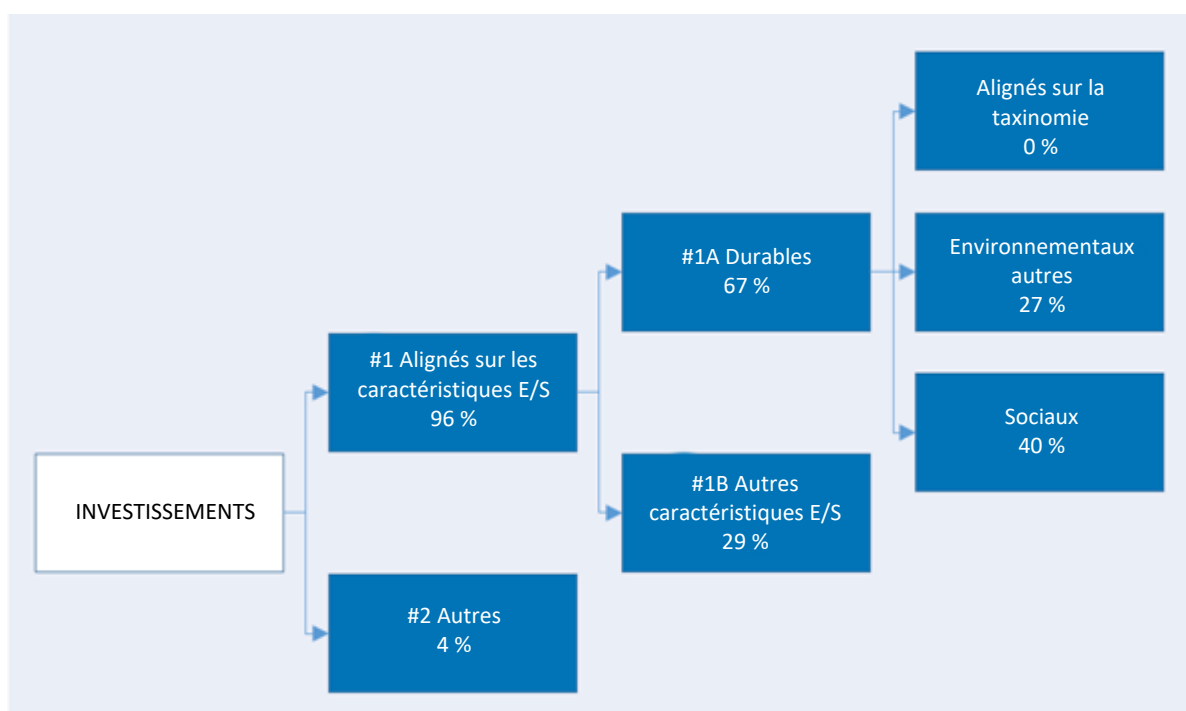 INVESTISSEMENTS
#1 Alignés sur les
caractéristiques E/S
96 %
#2 Autres
4 %
#1A Durables
67 %
#1B Autres
caractéristiques E/S
29 %
Alignés sur la
taxinomie
0 %
Environnementaux
autres
27 %
Sociaux
40 %